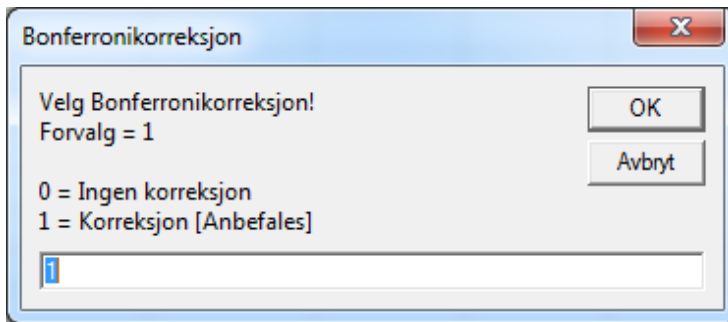 Bonferronikorreksjon
Velg Bonferronikorreksjon!
Forvalg = 1
0 = Ingen korreksjon
1 = Korreksjon [Anbefales]
OK
Avbryt
1